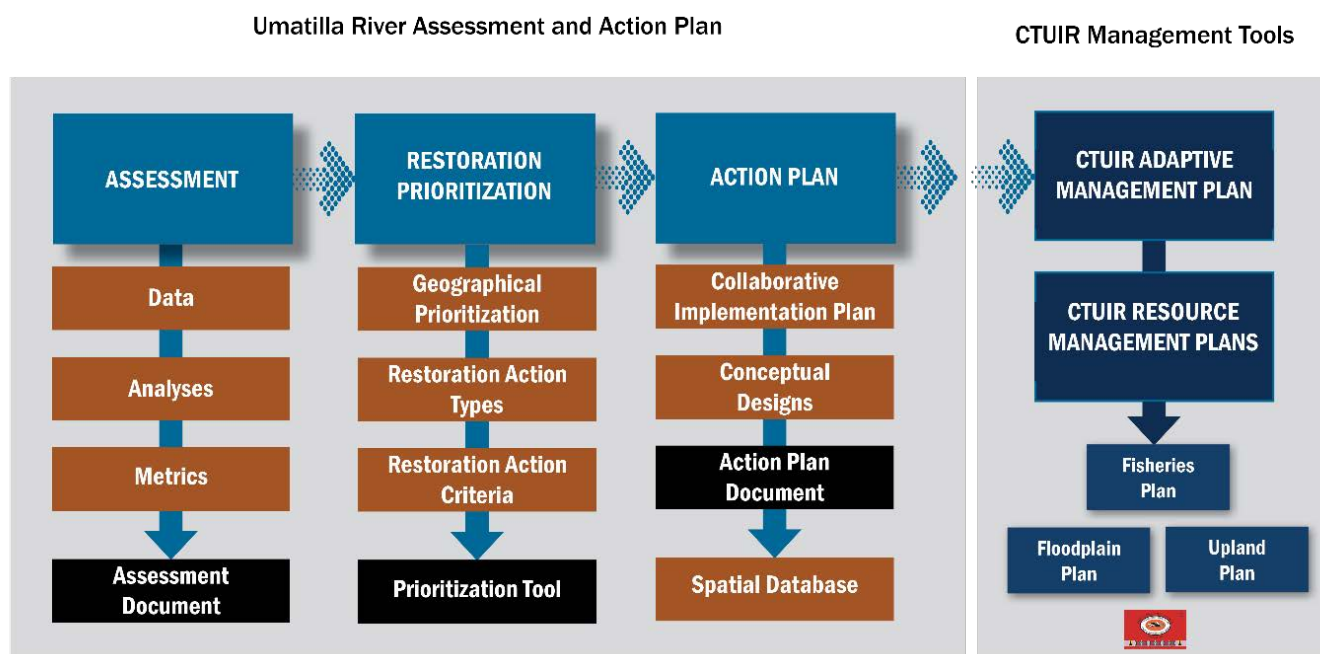 Umatilla River Assessment and Action Plan
CTUIR Management Tools
ASSESSMENT
Data
Analyses
Metrics
Assessment
Document
RESTORATION
PRIORITIZATION
Geographical
Prioritization
Restoration Action
Types
Restoration Action
Criteria
Prioritization Tool
ACTION PLAN
Collaborative
Implementation Plan
Conceptual
Designs
Action Plan
Document
Spatial Database
CTUIR ADAPTIVE
MANAGEMENT PLAN
CTUIR RESOURCE
MANAGEMENT PLANS
Fisheries
Plan
Floodplain
Plan
Upland
Plan